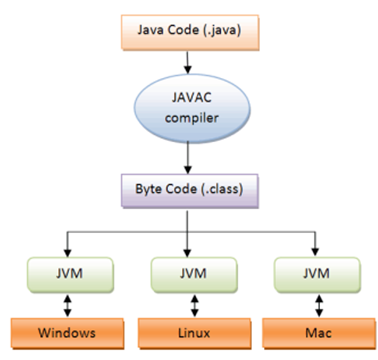 Java Code (.java)
JAVAC
compiler
Byte Code (.class)
JVM
JVM
JVM
Windows
Linux
Mac